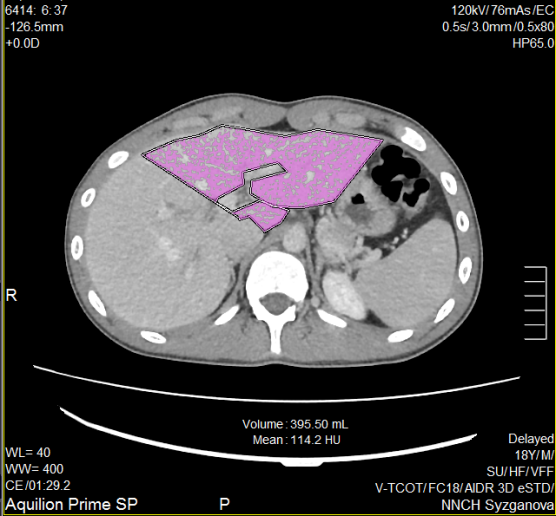 6414: 6:37
-126.5mm
+0.0D
120kV/76mAs/EC
0.5s/3.0mm/0.5x80
HP65.0
R
Volume : 395.50 mL
Mean : 114.2 HU
WL= 40
WW= 400
CE/01:29.2
Aquilion Prime SP
P
Delayed
18Y/M/
SU/HF/VFF
V-TCOT/FC18/AIDR 3D eSTD/
NNCH Syzganova